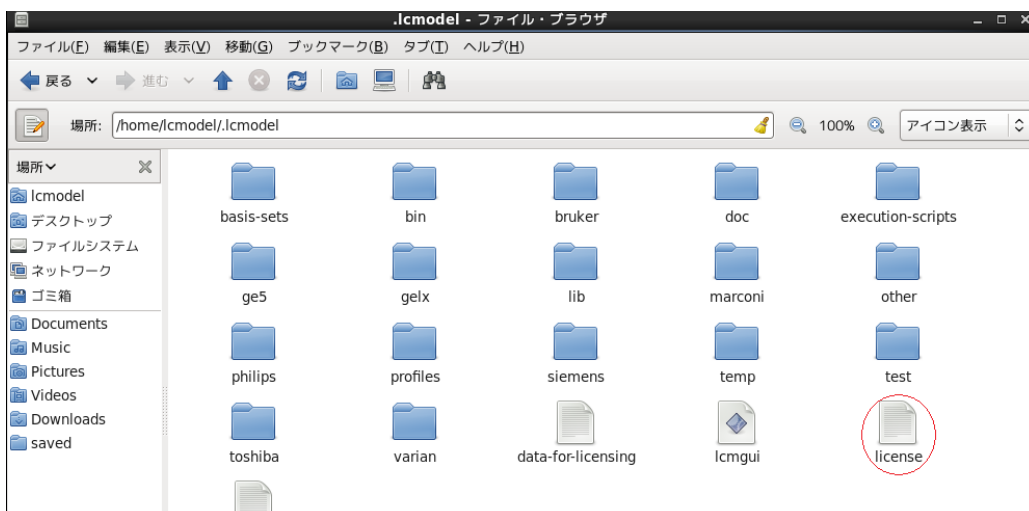 .lcmodel - ファイル・ブラウザ
ファイル(F) 編集(E) 表示(V) 移動(G) ブックマーク(B) タブ(T) ヘルプ(H)
戻る 進む
場所: /home/lcmodel/.lcmodel 100% アイコン表示
場所
lcmodel
デスクトップ
ファイルシステム
ネットワーク
ゴミ箱
Documents
Music
Pictures
Videos
Downloads
saved
basis-sets bin bruker doc execution-scripts
ge5 gelx lib marconi other
philips profiles siemens temp test
toshiba varian data-for-licensing lcmgui license